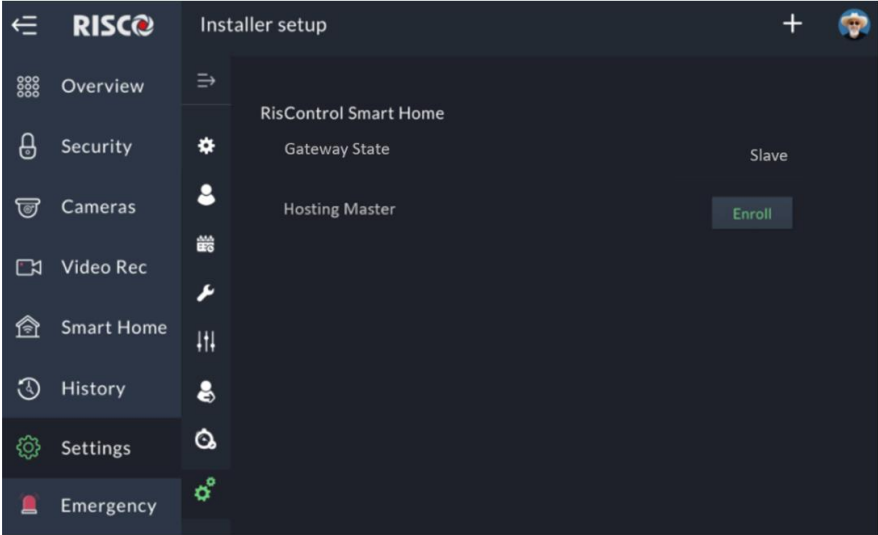 RISCO
Installer setup
Overview
Security
Cameras
Video Rec
Smart Home
History
Settings
Emergency
RisControl Smart Home
Gateway State
Slave
Hosting Master
Enroll